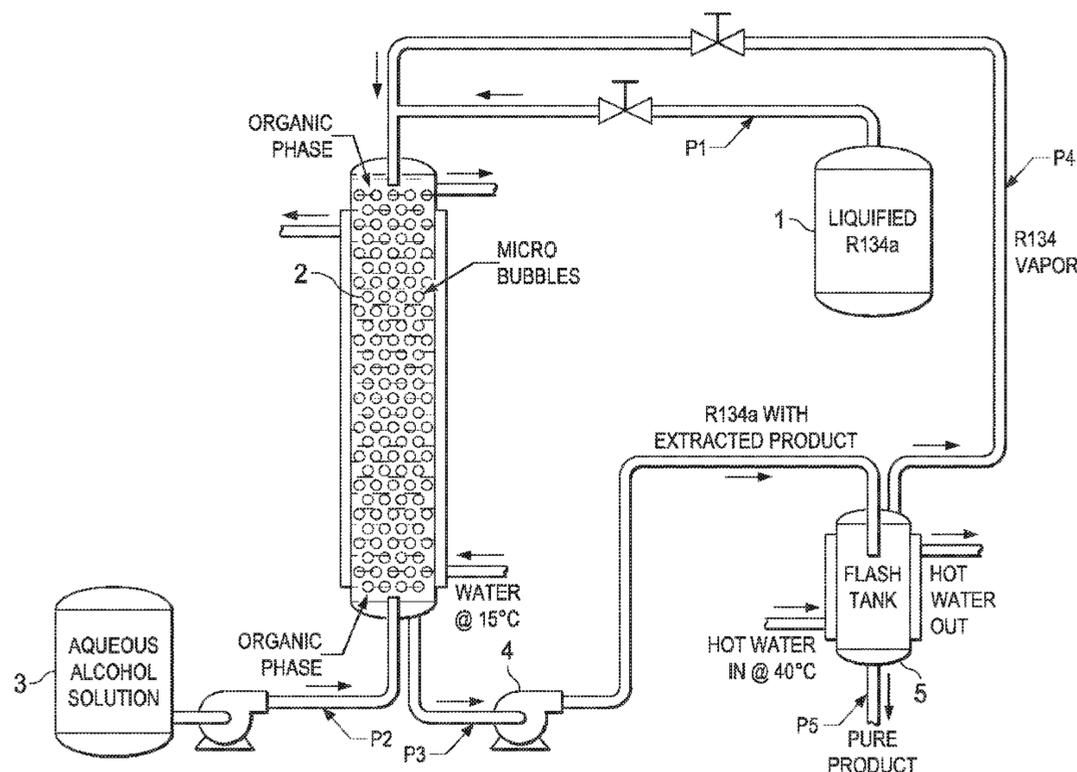 ORGANIC
PHASE
P1
P4
1
LIQUIFIED
R134a
R134
VAPOR
2
MICRO
BUBBLES
R134a WITH
EXTRACTED PRODUCT
WATER
@ 15°C
FLASH
TANK
HOT
WATER
OUT
HOT WATER
IN @ 40°C
3
AQUEOUS
ALCOHOL
SOLUTION
ORGANIC
PHASE
4
5
P2
P3
P5
PURE
PRODUCT